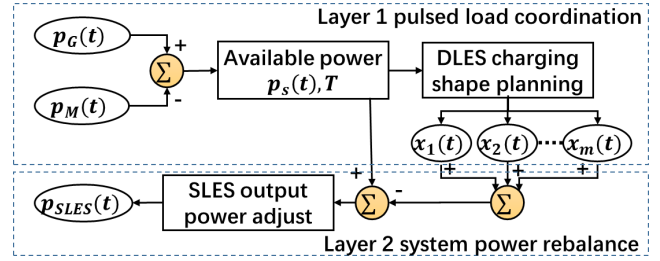 Layer 1 pulsed load coordination
p_G(t)
+
Σ
-
p_M(t)
Available power
p_s(t), T
DLES charging
shape planning
x_1(t)
x_2(t)
x_m(t)
+
+
+
+
-
Σ
Σ
SLES output
power adjust
p_SLES(t)
Layer 2 system power rebalance